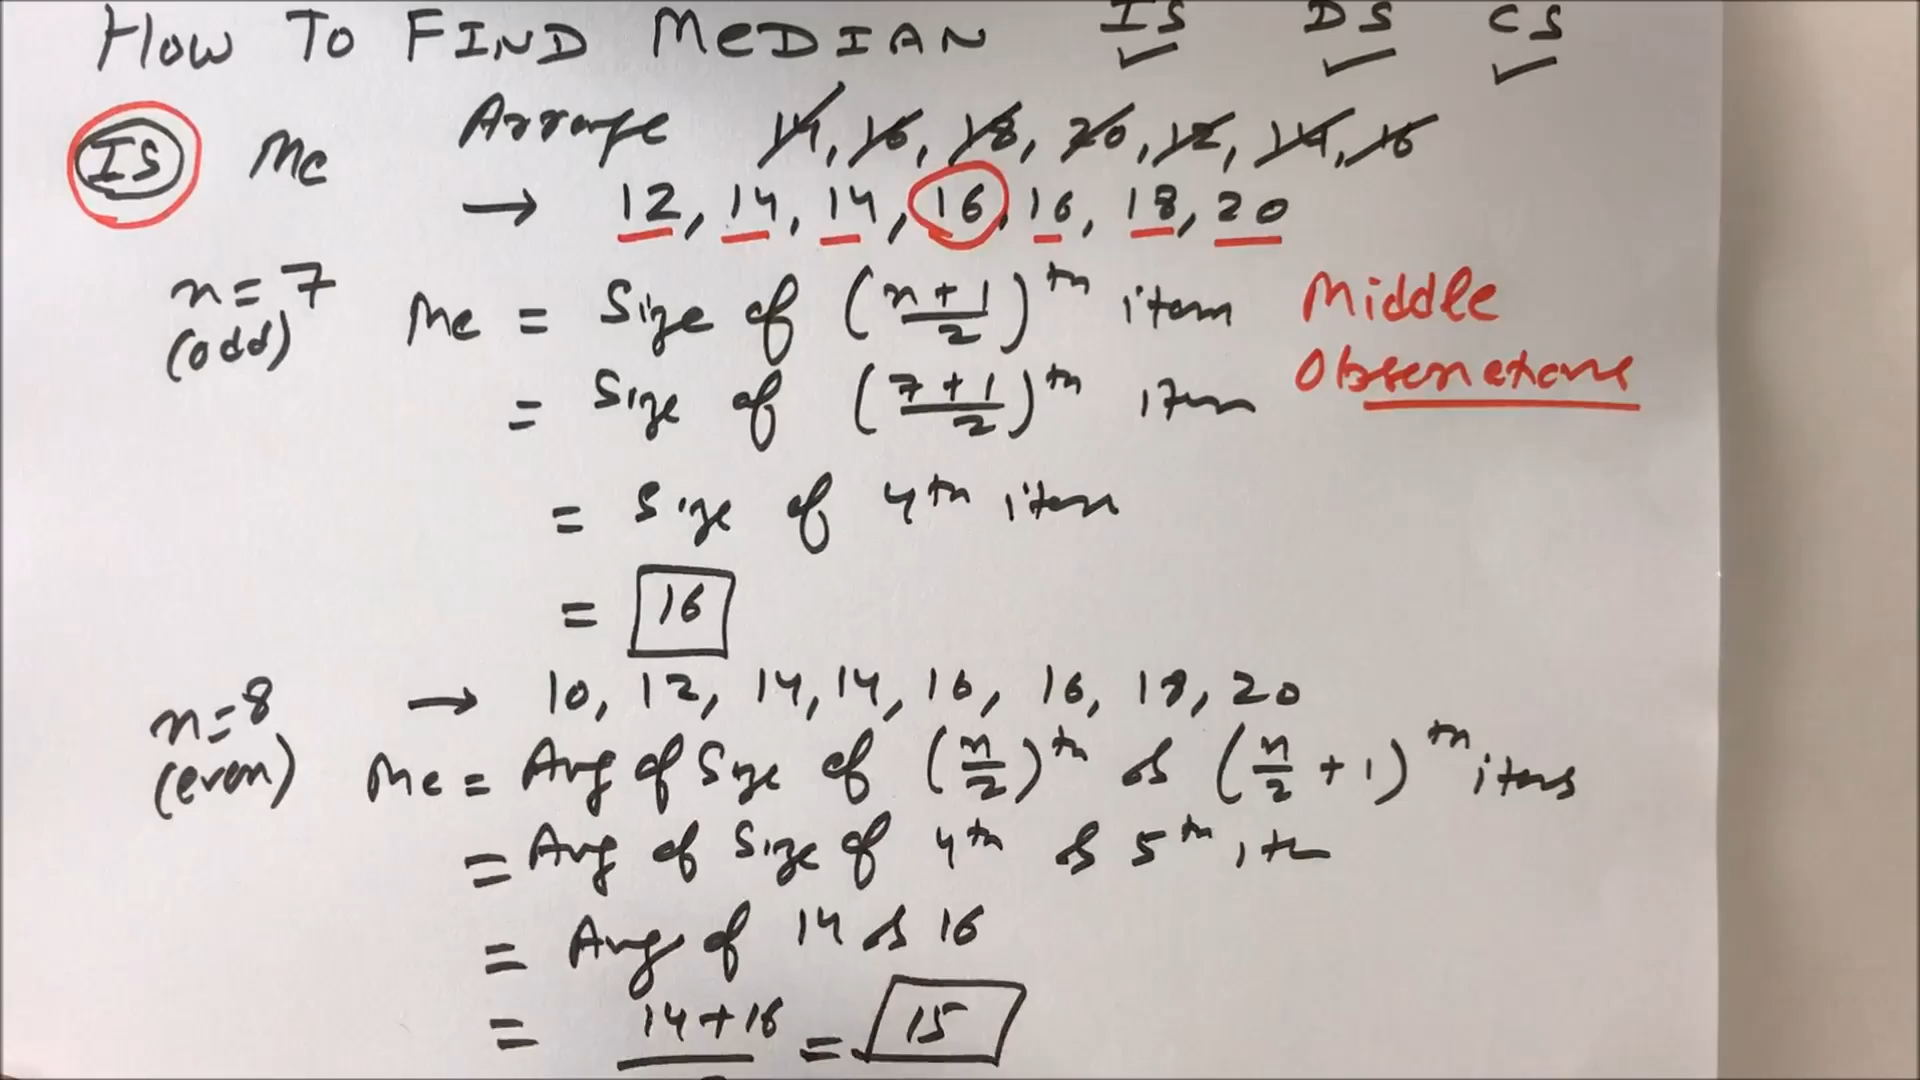 HOW TO FIND MEDIAN IS DS CS
IS Me Arrange 14, 16, 18, 20, 12, 14, 16
→ 12, 14, 14, 16, 16, 18, 20
n = 7 Me = Size of (n+1/2)th item Middle
(odd) = Size of (7+1/2)th item Observations
= Size of 4th item
= 16
n=8 → 10, 12, 14, 14, 16, 16, 18, 20
(even) Me = Avg of Size of (n/2)th & (n/2 + 1)th items
= Avg of Size of 4th & 5th itm
= Avg of 14 & 16
= 14+16 = 15